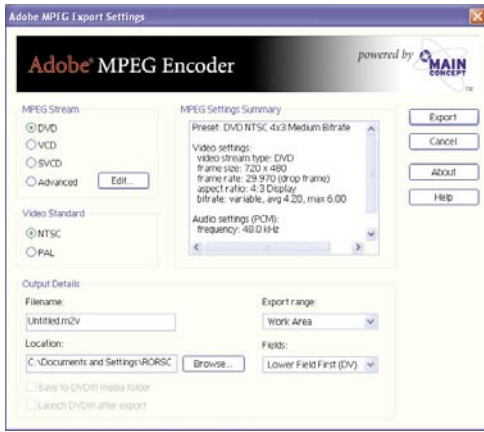 Adobe MPEG Export Settings
Adobe® MPEG Encoder
powered by MAIN CONCEPT ™
MPEG Stream
DVD
VCD
SVCD
Advanced
Edit...
Video Standard
NTSC
PAL
MPEG Settings Summary
Preset: DVD NTSC 4x3 Medium Bitrate
Video settings:
video stream type: DVD
frame size: 720 x 480
frame rate: 29.970 (drop frame)
aspect ratio: 4:3 Display
bitrate: variable, avg 4.20, max 6.00
Audio settings (PCM):
frequency: 48.0 kHz
Export
Cancel
About
Help
Output Details
Filename:
Untitled.m2v
Location:
C:\Documents and Settings\RORSC
Browse...
Save to DVDit! media folder
Launch DVDit! after export
Export range:
Work Area
Fields:
Lower Field First (DV)